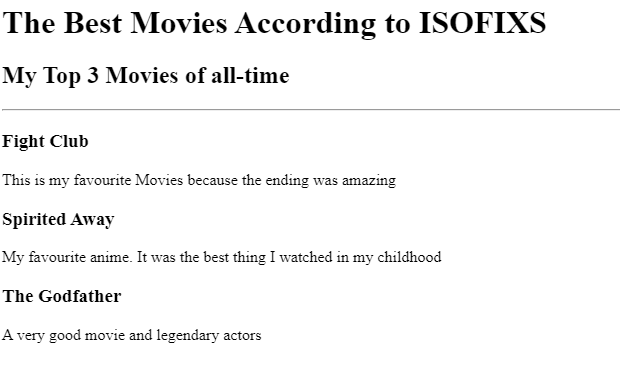 The Best Movies According to ISOFIXS
My Top 3 Movies of all-time
Fight Club
This is my favourite Movies because the ending was amazing
Spirited Away
My favourite anime. It was the best thing I watched in my childhood
The Godfather
A very good movie and legendary actors